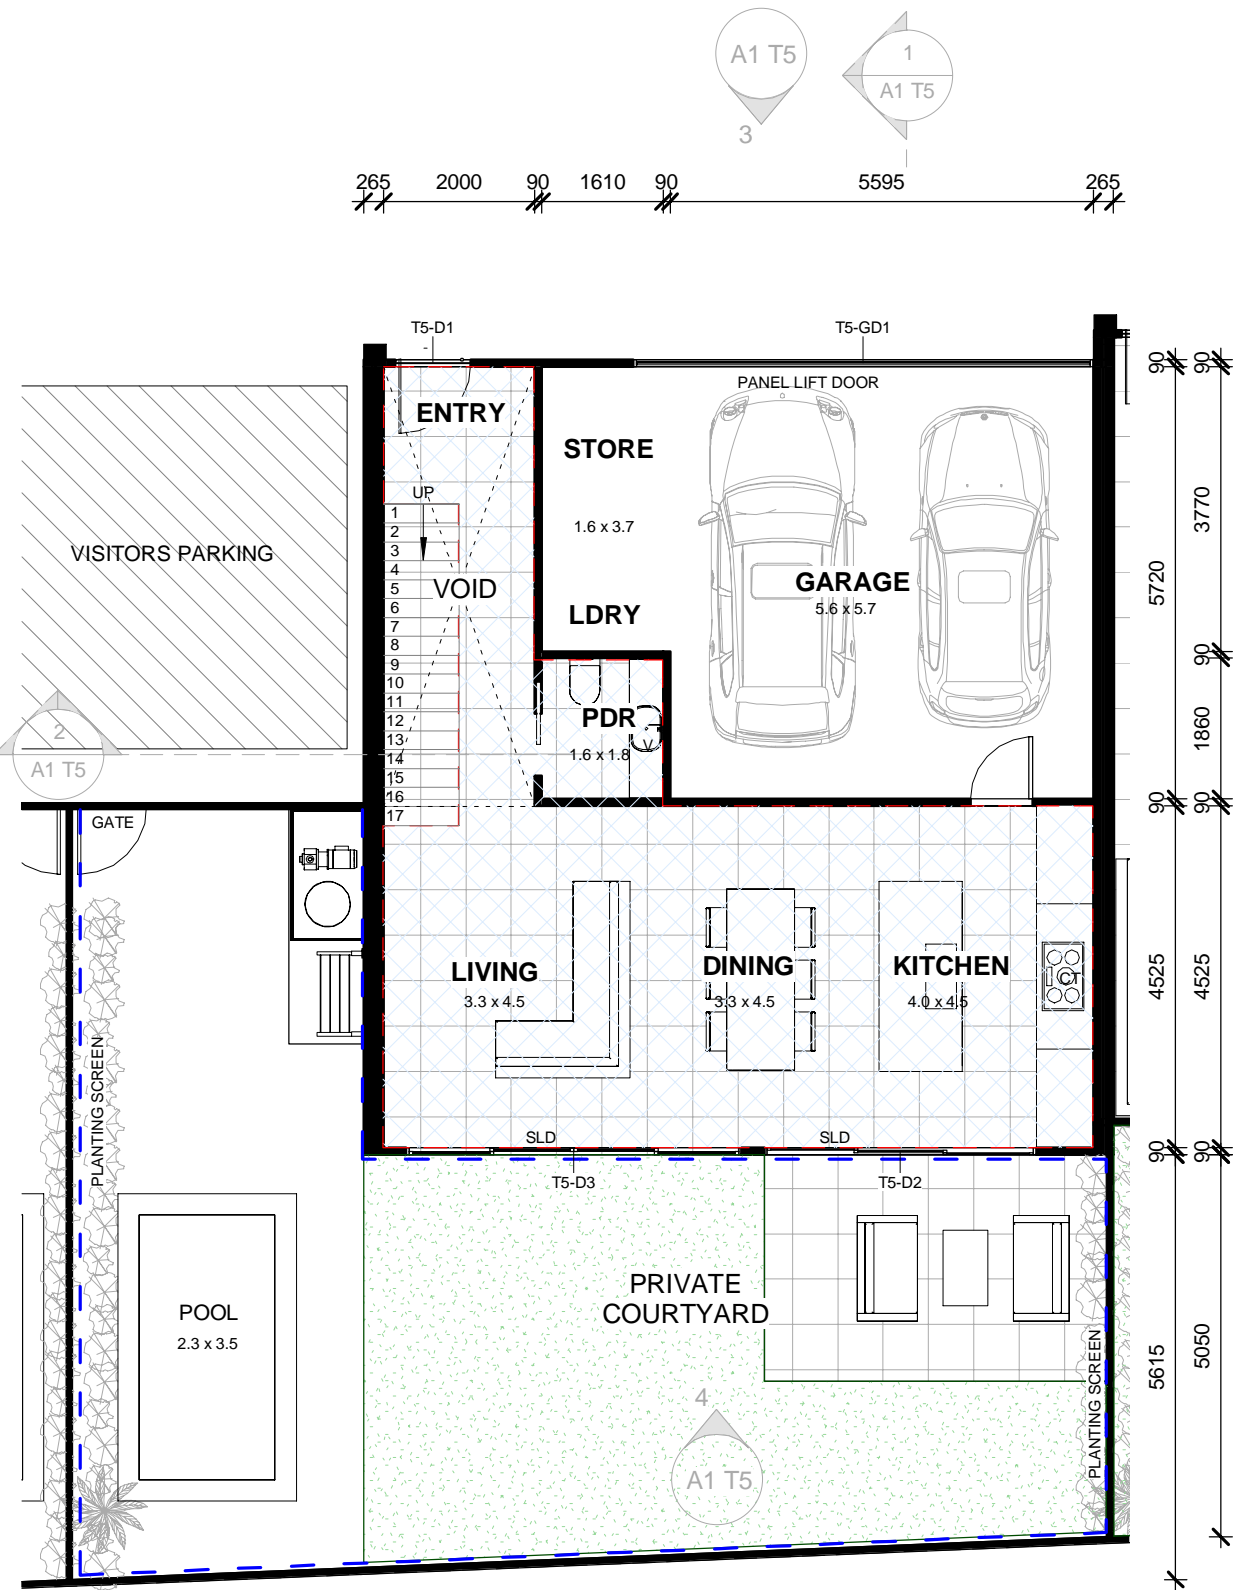 A1 T5
3
1
A1 T5
265 2000 90 1610 90 5595 265
T5-D1
T5-GD1
PANEL LIFT DOOR
ENTRY
STORE
1.6 x 3.7
UP
1
2
3
4
5
6
7
8
9
10
11
12
13
14
15
16
17
VOID
VISITORS PARKING
GARAGE
5.6 x 5.7
LDRY
PDR
1.6 x 1.8
V
2
A1 T5
GATE
LIVING
3.3 x 4.5
DINING
3.3 x 4.5
KITCHEN
4.0 x 4.5
CT
PLANTING SCREEN
SLD
SLD
T5-D3
T5-D2
POOL
2.3 x 3.5
PRIVATE
COURTYARD
PLANTING SCREEN
4
A1 T5
90
5720
90
4525
90
5615
90
3770
90
1860
90
4525
90
5050